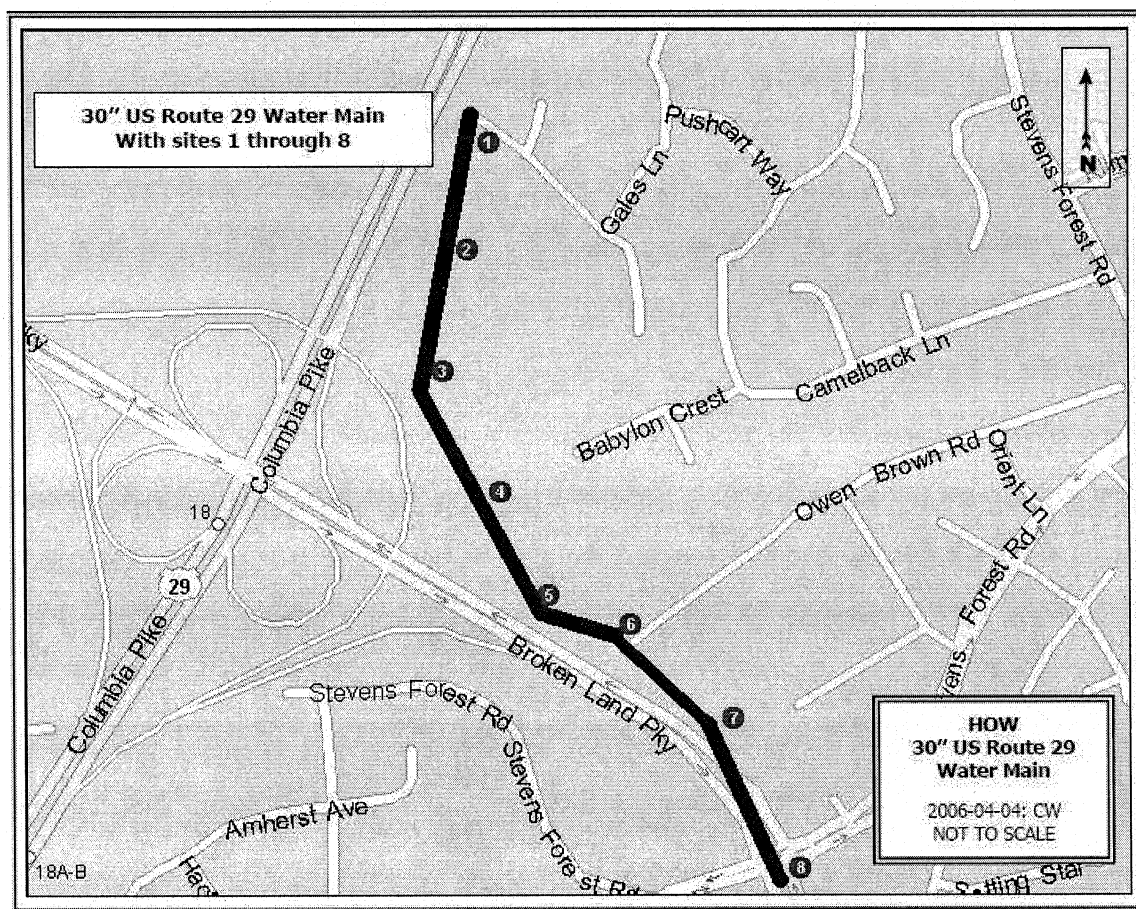 30" US Route 29 Water Main
With sites 1 through 8
N
Pushcart Way
Gales Ln
Stevens Forest Rd
1
2
3
4
5
6
7
8
Columbia Pike
Babylon Crest
Camelback Ln
Owen Brown Rd
Orient Ln
Forest Rd
18
29
Columbia Pike
Broken Land Pky
Stevens Forest Rd
Stevens Forest Rd
Amherst Ave
18A-B
HOW
30" US Route 29
Water Main
2006-04-04: CW
NOT TO SCALE
Setting Star